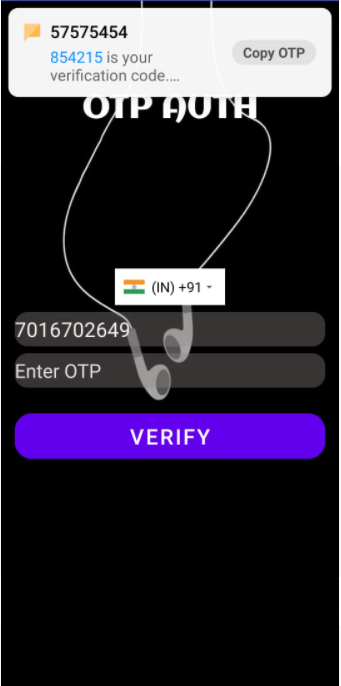 57575454
854215 is your
verification code....
Copy OTP
OTP AUTH
(IN) +91
7016702649
Enter OTP
VERIFY